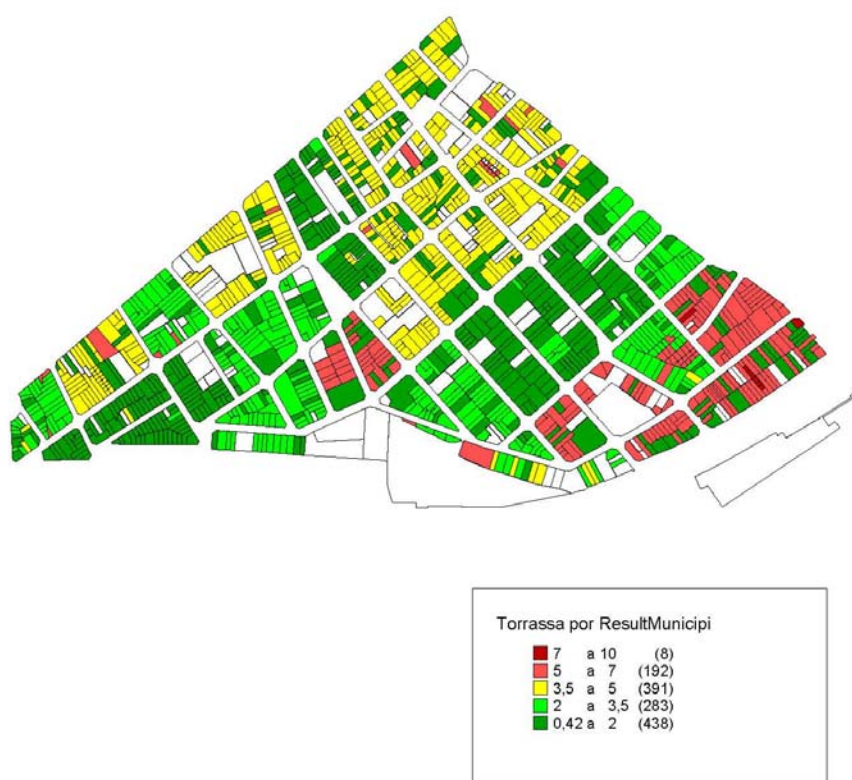 Torrassa por ResultMunicipi
7 a 10 (8)
5 a 7 (192)
3,5 a 5 (391)
2 a 3,5 (283)
0,42 a 2 (438)